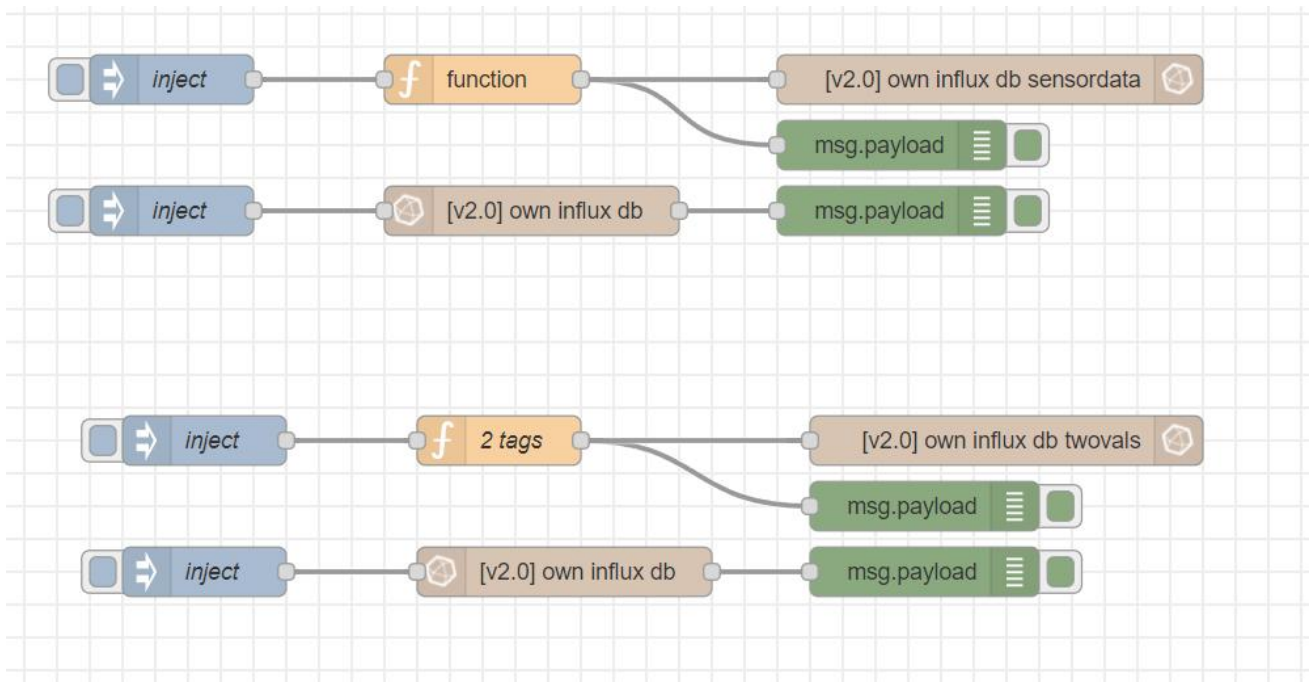 inject
function
[v2.0] own influx db sensordata
msg.payload
inject
[v2.0] own influx db
msg.payload
inject
2 tags
[v2.0] own influx db twovals
msg.payload
inject
[v2.0] own influx db
msg.payload